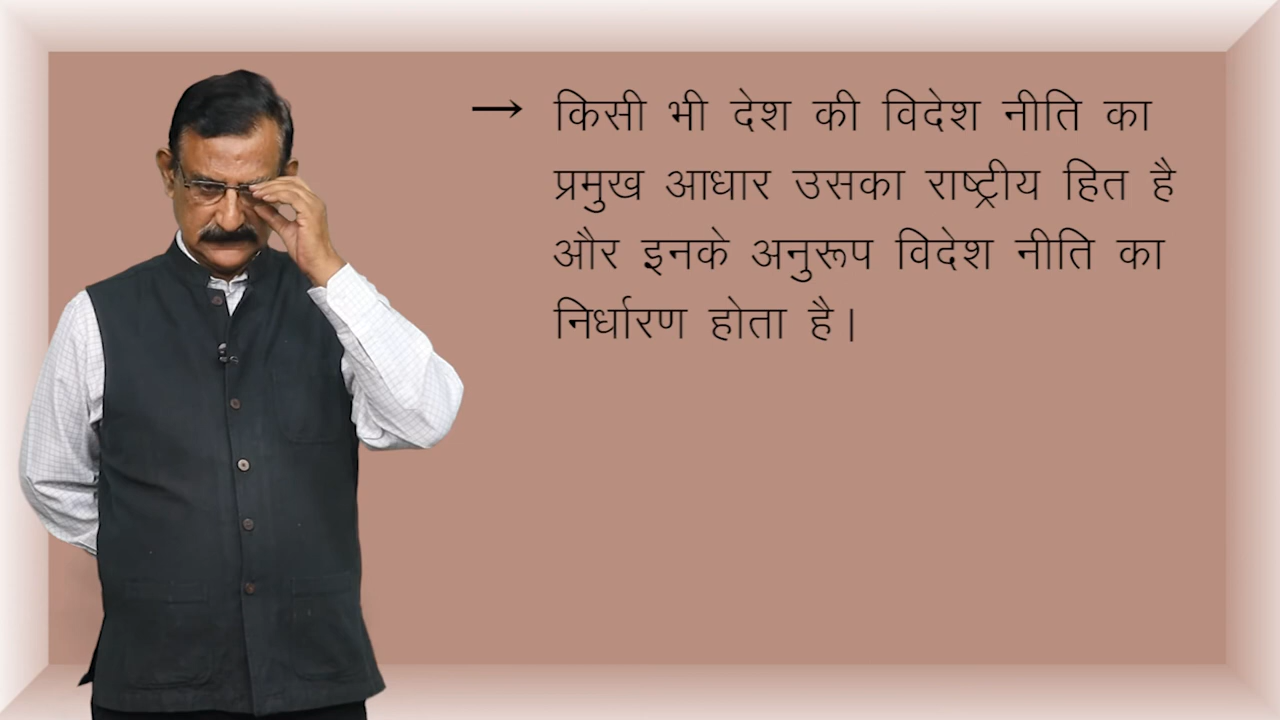 → किसी भी देश की विदेश नीति का
प्रमुख आधार उसका राष्ट्रीय हित है
और इनके अनुरूप विदेश नीति का
निर्धारण होता है।